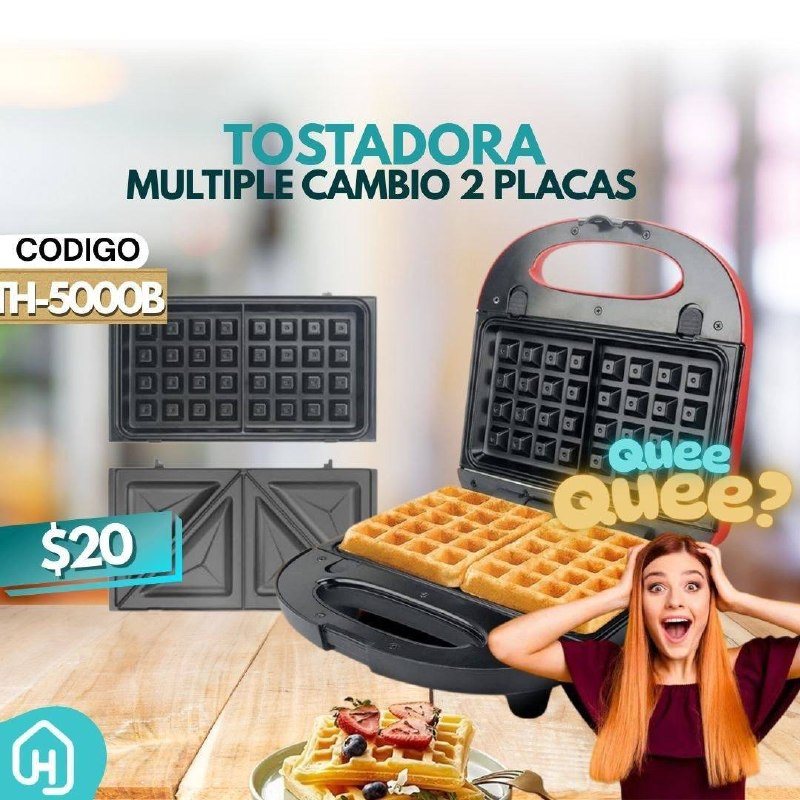 TOSTADORA
MULTIPLE CAMBIO 2 PLACAS
CODIGO
TH-5000B
Quee
Quee?
$20